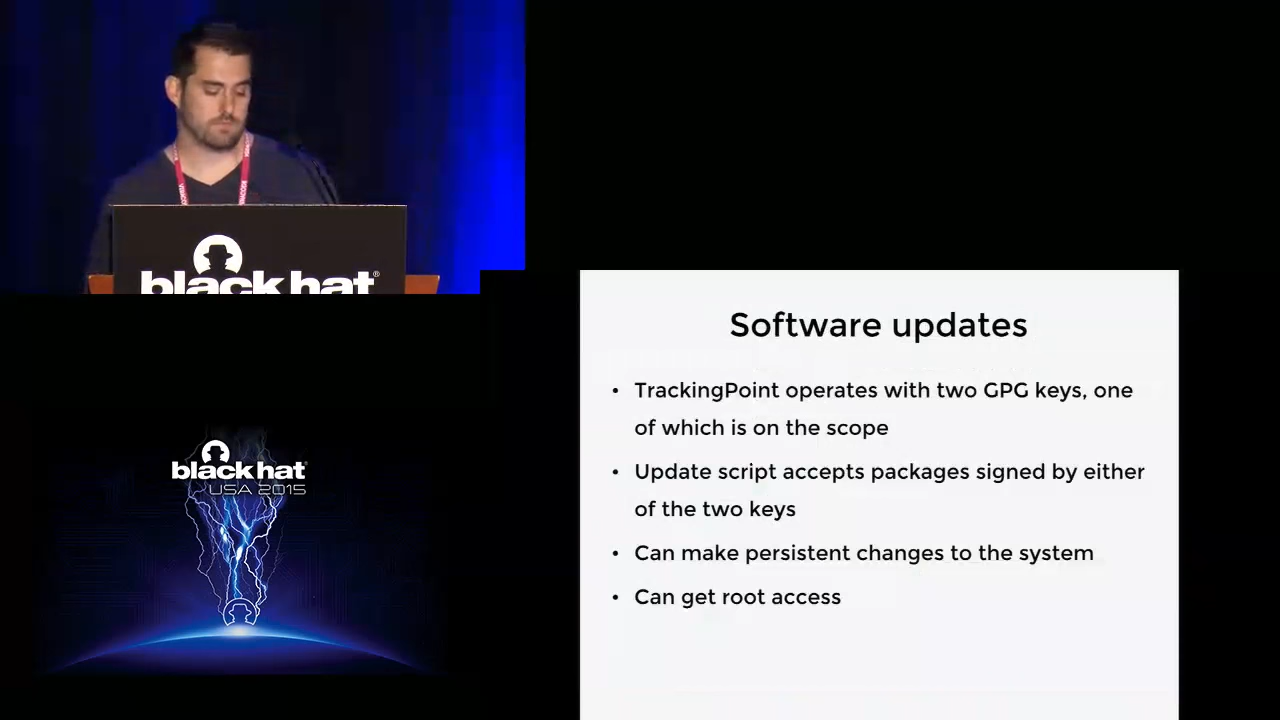 black hat®
Software updates
• TrackingPoint operates with two GPG keys, one
of which is on the scope
• Update script accepts packages signed by either
of the two keys
• Can make persistent changes to the system
• Can get root access
black hat
USA 2015